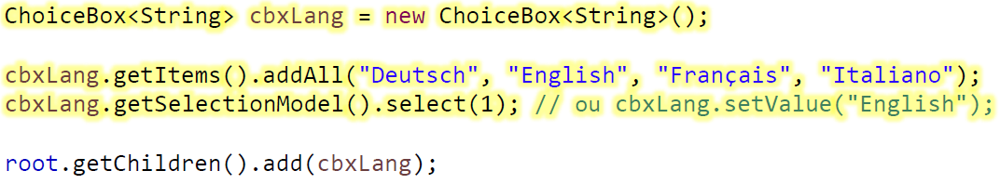 ChoiceBox<String> cbxLang = new ChoiceBox<String>();
cbxLang.getItems().addAll("Deutsch", "English", "Français", "Italiano");
cbxLang.getSelectionModel().select(1); // ou cbxLang.setValue("English");
root.getChildren().add(cbxLang);